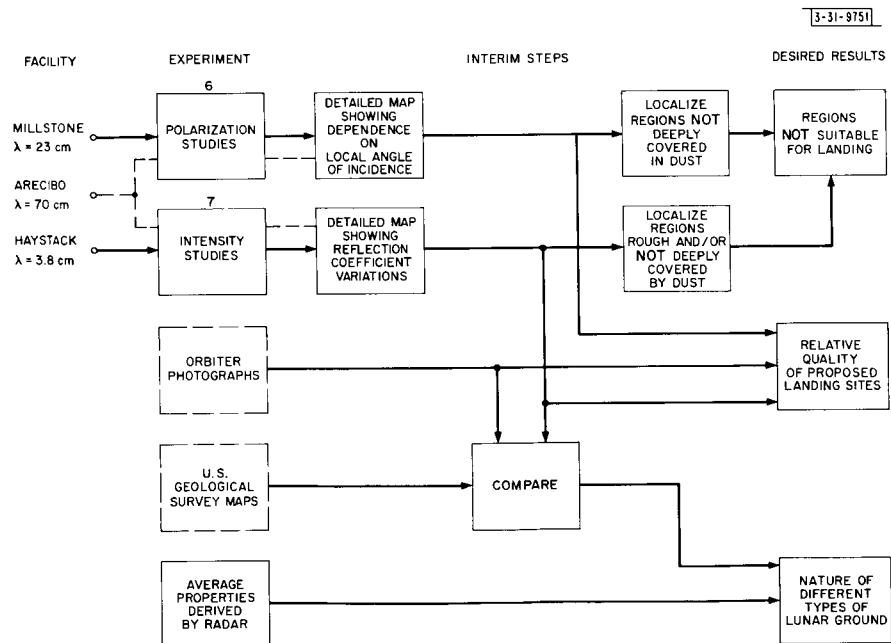 3-31-9751
FACILITY
EXPERIMENT
INTERIM STEPS
DESIRED RESULTS
6
MILLSTONE
λ = 23 cm
POLARIZATION
STUDIES
DETAILED MAP
SHOWING
DEPENDENCE
ON
LOCAL ANGLE
OF INCIDENCE
LOCALIZE
REGIONS NOT
DEEPLY
COVERED
IN DUST
REGIONS
NOT SUITABLE
FOR LANDING
ARECIBO
λ = 70 cm
7
HAYSTACK
λ = 3.8 cm
INTENSITY
STUDIES
DETAILED MAP
SHOWING
REFLECTION
COEFFICIENT
VARIATIONS
LOCALIZE
REGIONS
ROUGH AND/OR
NOT DEEPLY
COVERED
BY DUST
ORBITER
PHOTOGRAPHS
RELATIVE
QUALITY
OF PROPOSED
LANDING SITES
U.S.
GEOLOGICAL
SURVEY MAPS
COMPARE
AVERAGE
PROPERTIES
DERIVED
BY RADAR
NATURE OF
DIFFERENT
TYPES OF
LUNAR GROUND